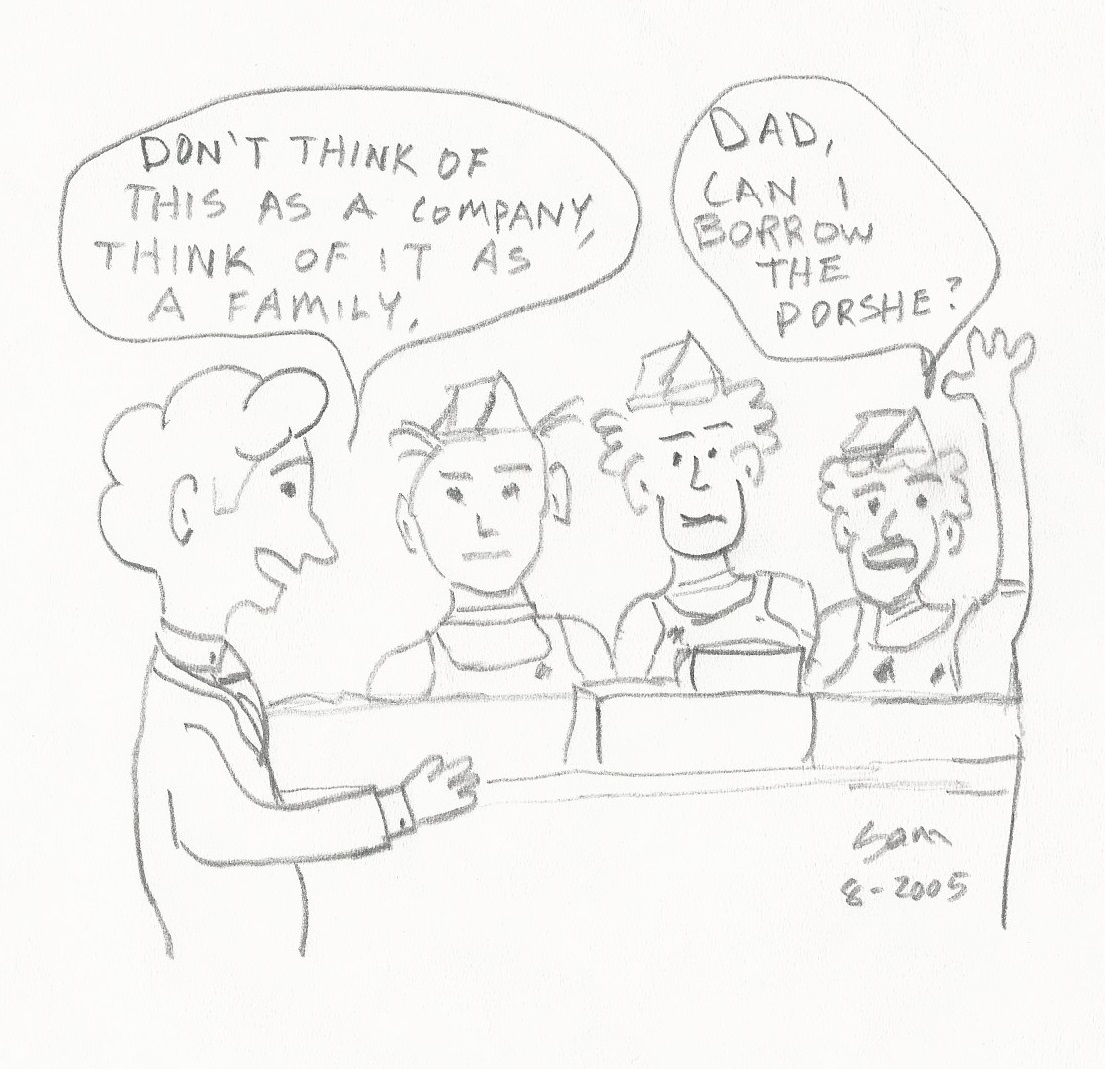 DON'T THINK OF
THIS AS A COMPANY,
THINK OF IT AS
A FAMILY.
DAD,
CAN I
BORROW
THE
PORSHE?
Sam
8-2005